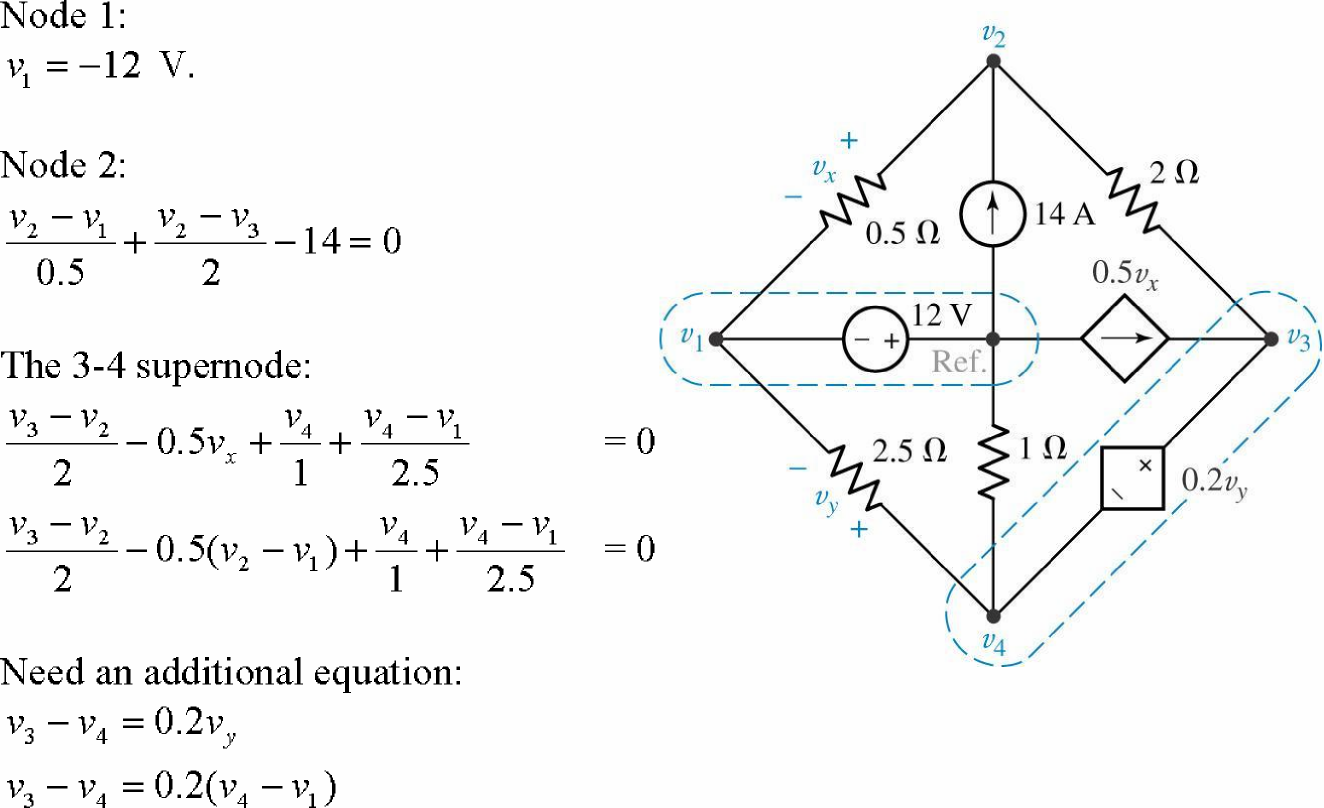 Node 1:
v₁ = −12 V.
Node 2:
(v₂ − v₁)/0.5 + (v₂ − v₃)/2 − 14 = 0
The 3-4 supernode:
(v₃ − v₂)/2 − 0.5vₓ + v₄/1 + (v₄ − v₁)/2.5 = 0
(v₃ − v₂)/2 − 0.5(v₂ − v₁) + v₄/1 + (v₄ − v₁)/2.5 = 0
Need an additional equation:
v₃ − v₄ = 0.2v_y
v₃ − v₄ = 0.2(v₄ − v₁)
v₂
+
vₓ
−
0.5 Ω
14 A
2 Ω
0.5vₓ
v₁
− +
12 V
Ref.
v₃
2.5 Ω
1 Ω
−
v_y
+
+
−
0.2v_y
v₄